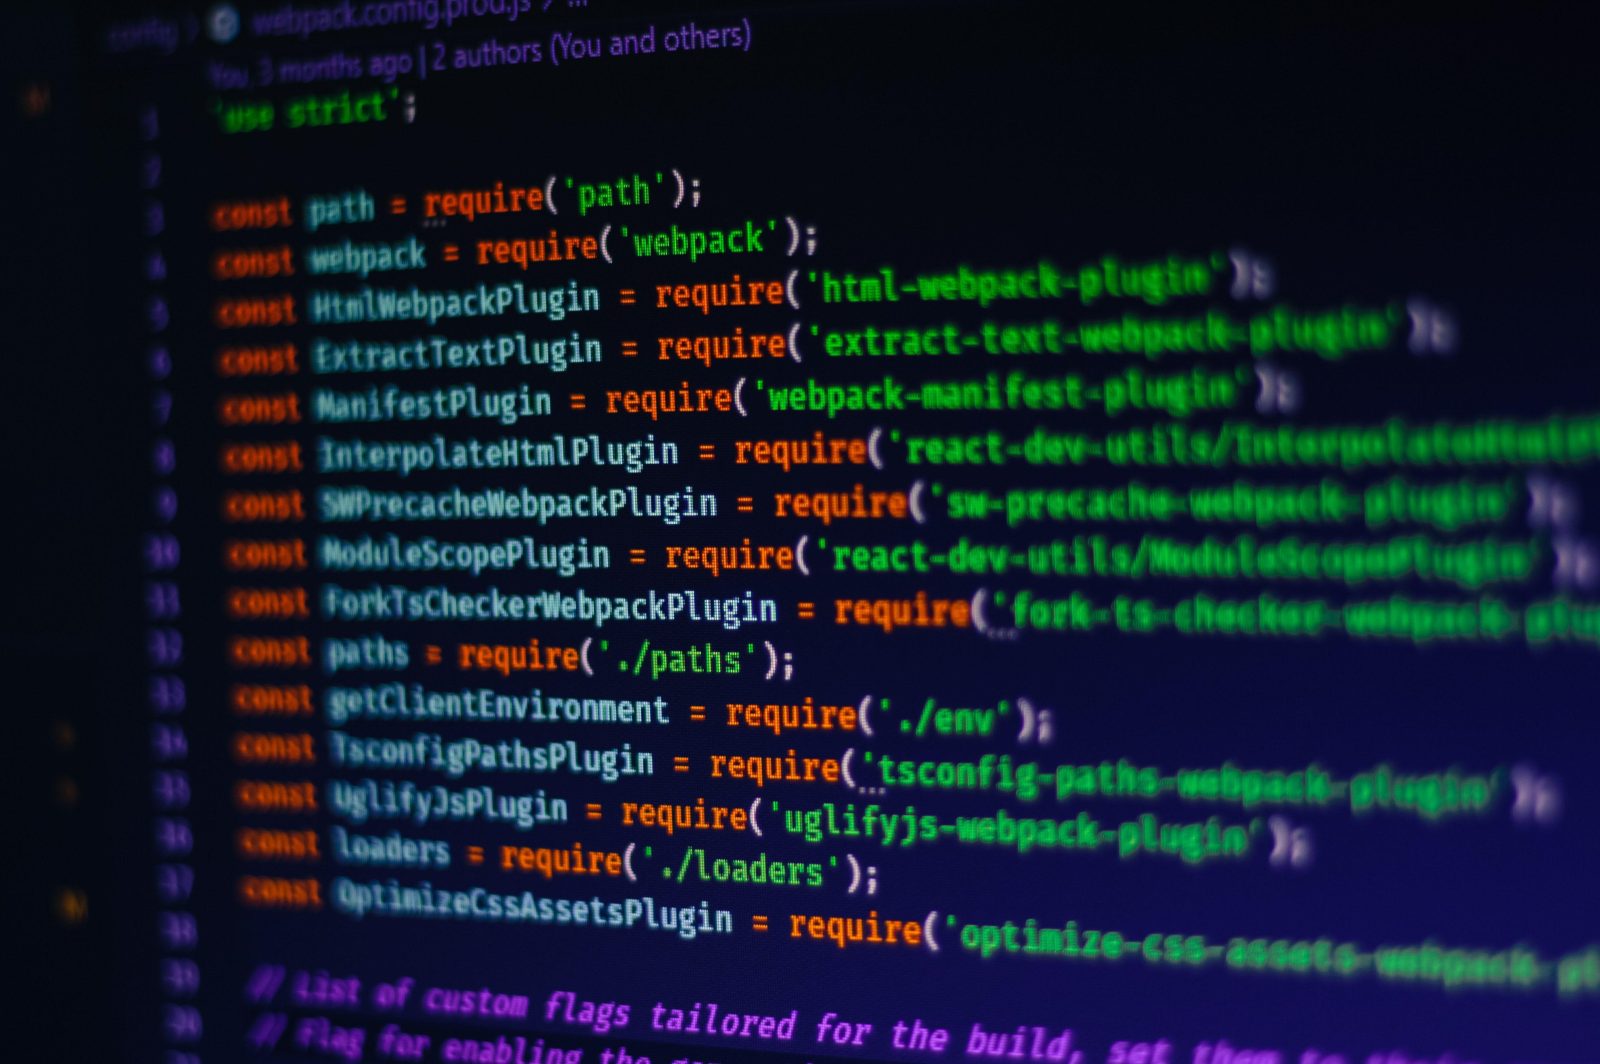 config › webpack.config.prod.js › ...
You, 3 months ago | 2 authors (You and others)
1 'use strict';
2
3 const path = require('path');
4 const webpack = require('webpack');
5 const HtmlWebpackPlugin = require('html-webpack-plugin');
6 const ExtractTextPlugin = require('extract-text-webpack-plugin');
7 const ManifestPlugin = require('webpack-manifest-plugin');
8 const InterpolateHtmlPlugin = require('react-dev-utils/InterpolateHtmlPl
9 const SWPrecacheWebpackPlugin = require('sw-precache-webpack-plugin');
10 const ModuleScopePlugin = require('react-dev-utils/ModuleScopePlugin');
11 const ForkTsCheckerWebpackPlugin = require('fork-ts-checker-webpack-plug
12 const paths = require('./paths');
13 const getClientEnvironment = require('./env');
14 const TsconfigPathsPlugin = require('tsconfig-paths-webpack-plugin');
15 const UglifyJsPlugin = require('uglifyjs-webpack-plugin');
16 const loaders = require('./loaders');
17 const OptimizeCssAssetsPlugin = require('optimize-css-assets-webpack-pl
18
19 // List of custom flags tailored for the build, set them to
20 // Flag for enabling the